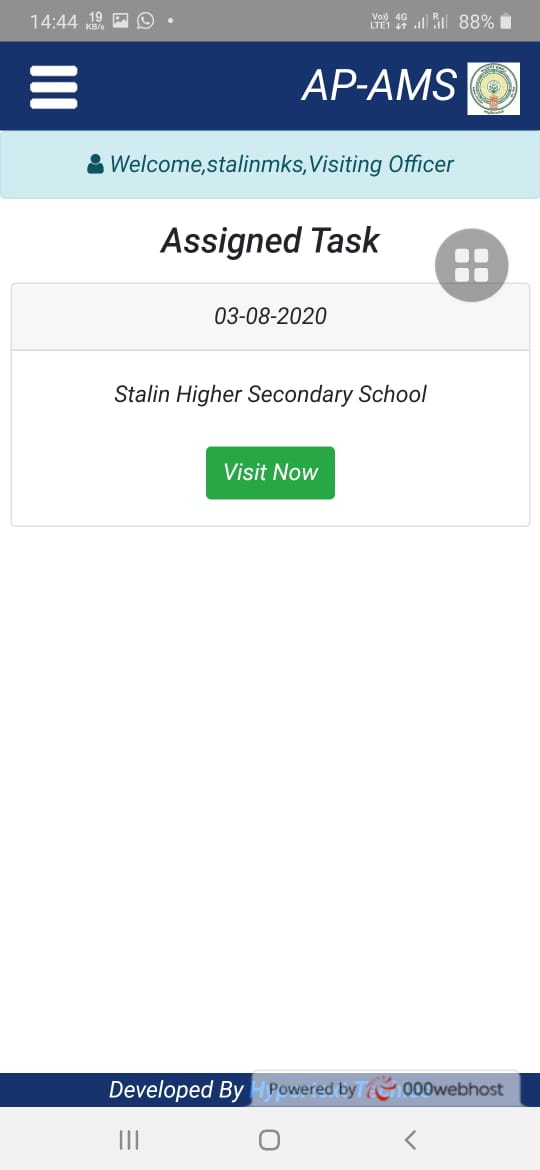 14:44 19 KB/s Vo)) 4G LTE1 R 88%
AP-AMS
Welcome,stalinmks,Visiting Officer
Assigned Task
03-08-2020
Stalin Higher Secondary School
Visit Now
Developed By
Powered by 000webhost